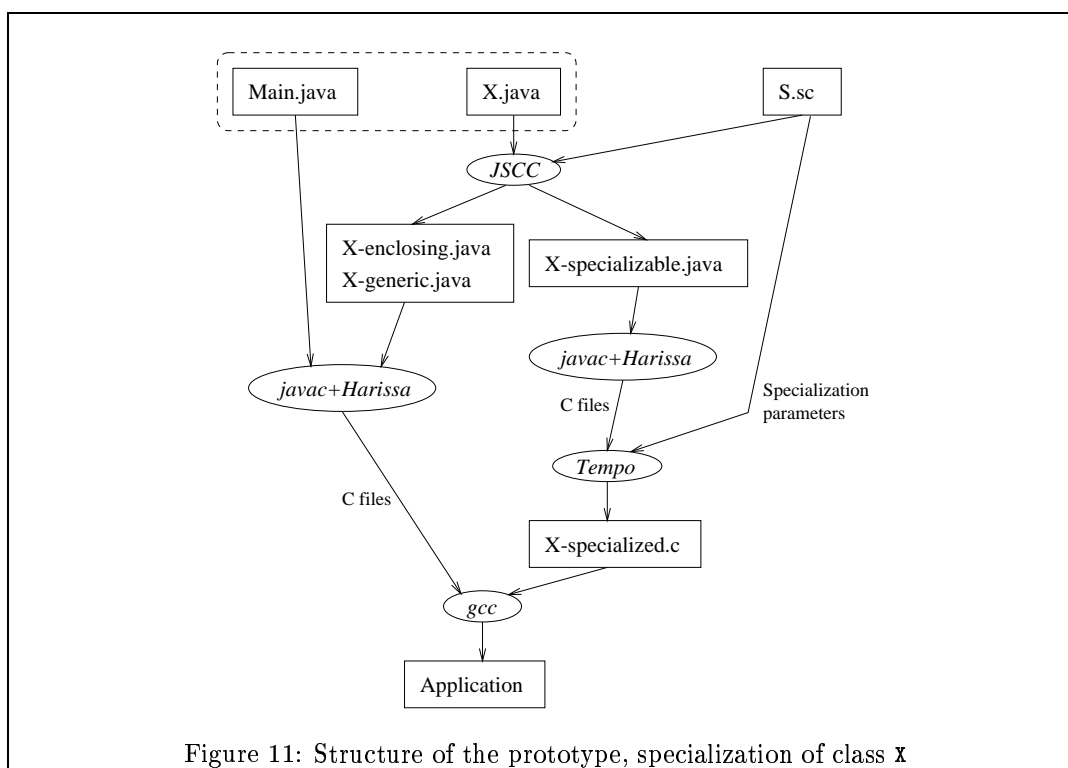 Main.java
X.java
S.sc
JSCC
X-enclosing.java
X-generic.java
X-specializable.java
javac+Harissa
javac+Harissa
C files
Specialization
parameters
Tempo
C files
X-specialized.c
gcc
Application
Figure 11: Structure of the prototype, specialization of class X